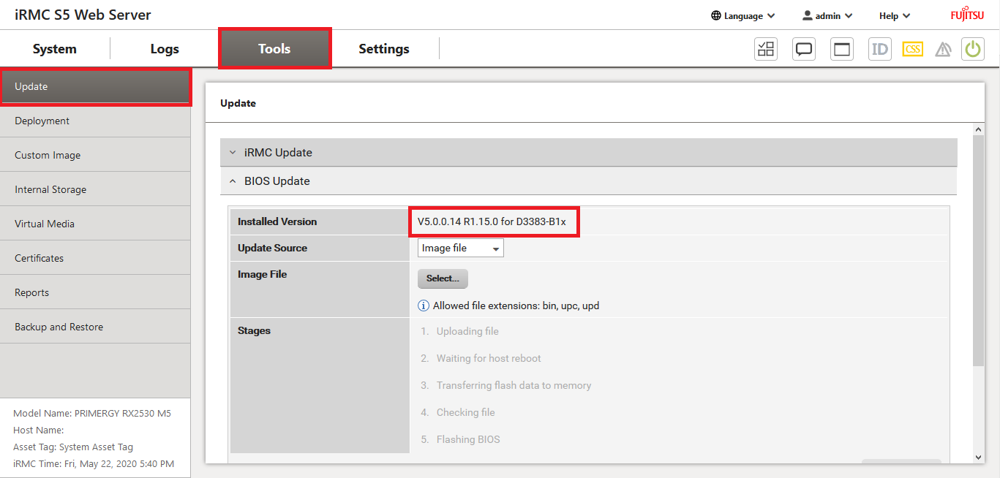 iRMC S5 Web Server
Language admin Help FUJITSU
System Logs Tools Settings
ID CSS
Update
Deployment
Custom Image
Internal Storage
Virtual Media
Certificates
Reports
Backup and Restore
Model Name: PRIMERGY RX2530 M5
Host Name:
Asset Tag: System Asset Tag
iRMC Time: Fri, May 22, 2020 5:40 PM
Update
iRMC Update
BIOS Update
Installed Version V5.0.0.14 R1.15.0 for D3383-B1x
Update Source Image file
Image File Select...
i Allowed file extensions: bin, upc, upd
Stages 1. Uploading file
2. Waiting for host reboot
3. Transferring flash data to memory
4. Checking file
5. Flashing BIOS